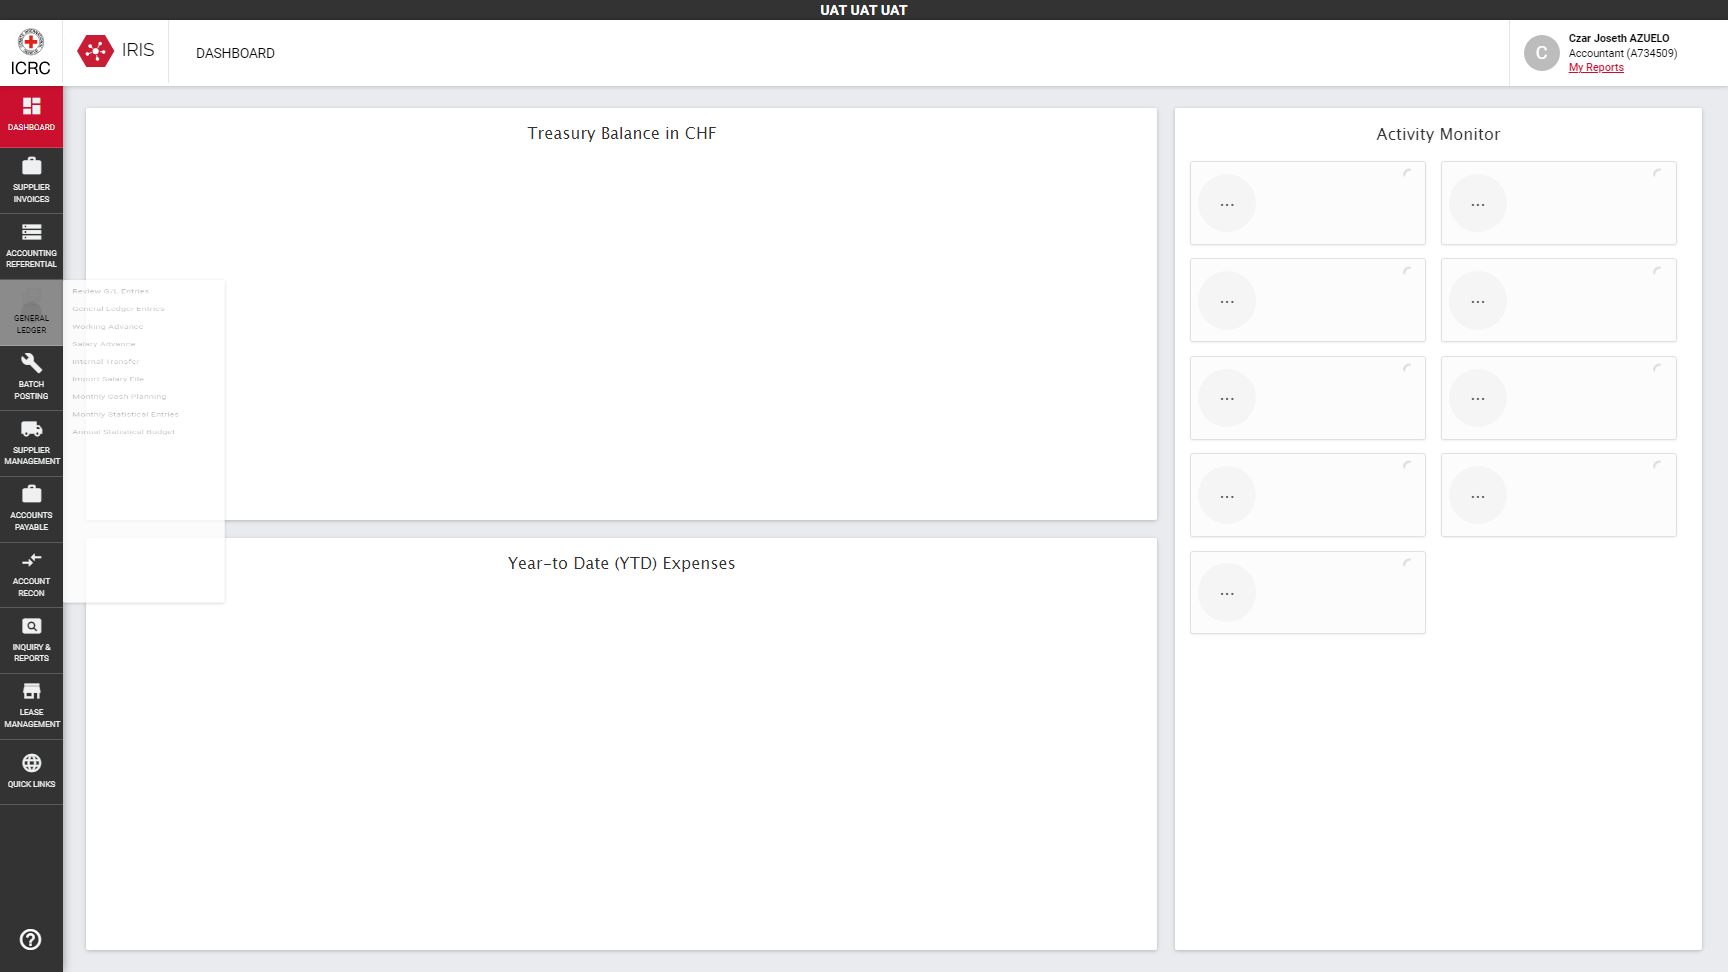 UAT UAT UAT
ICRC
IRIS
DASHBOARD
C
Czar Joseth AZUELO
Accountant (A734509)
My Reports
DASHBOARD
SUPPLIER
INVOICES
ACCOUNTING
REFERENTIAL
GENERAL
LEDGER
BATCH
POSTING
SUPPLIER
MANAGEMENT
ACCOUNTS
PAYABLE
ACCOUNT
RECON
INQUIRY &
REPORTS
LEASE
MANAGEMENT
QUICK LINKS
Review G/L Entries
General Ledger Entries
Working Advance
Salary Advance
Internal Transfer
Import Salary File
Monthly Cash Planning
Monthly Statistical Entries
Annual Statistical Budget
Treasury Balance in CHF
Year-to Date (YTD) Expenses
Activity Monitor
... ...
... ...
... ...
... ...
...